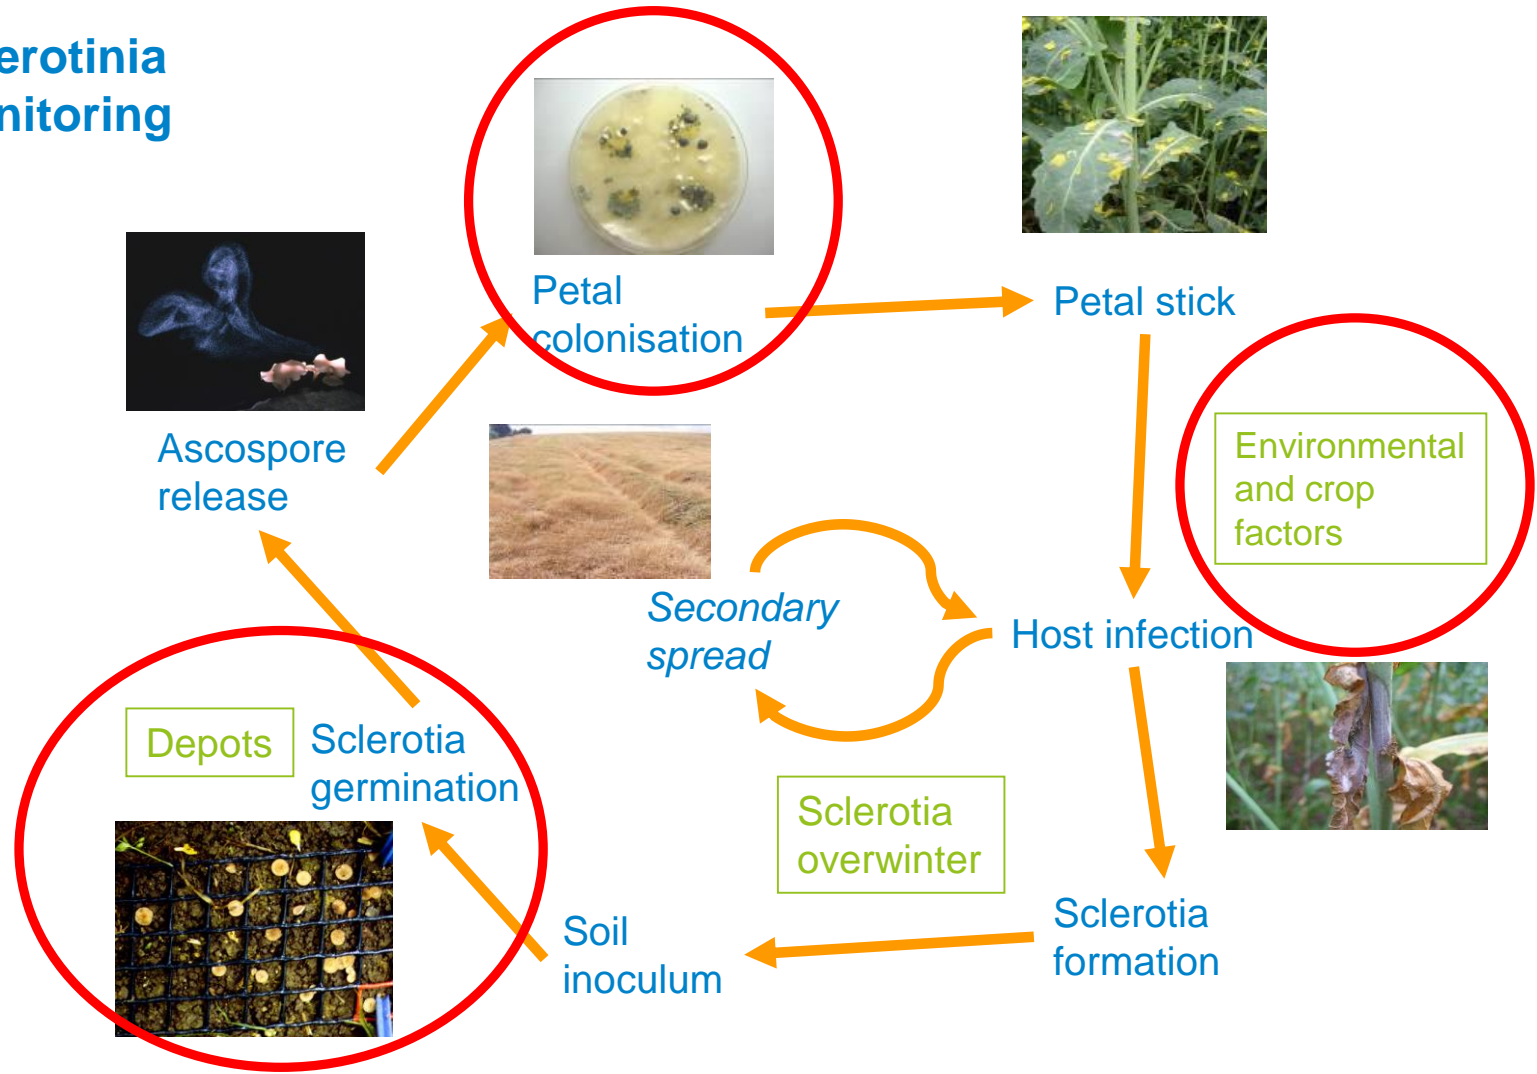 erotinia
nitoring
Petal
colonisation
Petal stick
Ascospore
release
Environmental
and crop
factors
Secondary
spread
Host infection
Depots
Sclerotia
germination
Sclerotia
overwinter
Soil
inoculum
Sclerotia
formation